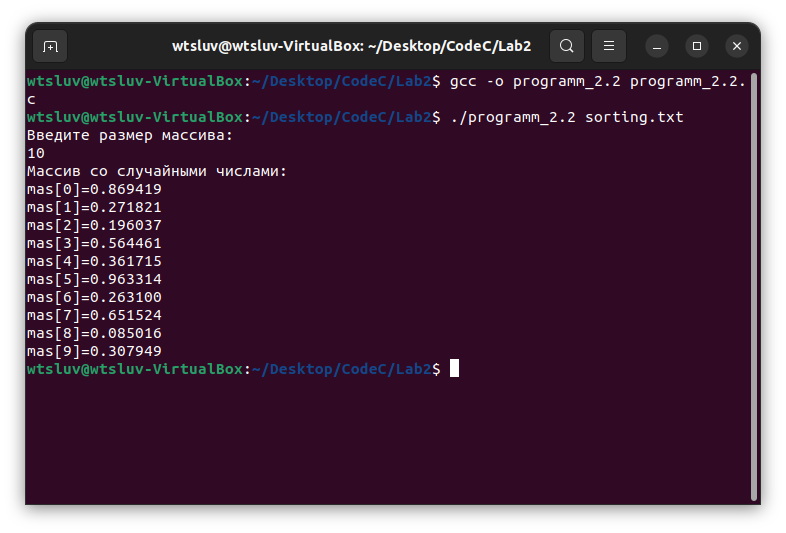 wtsluv@wtsluv-VirtualBox: ~/Desktop/CodeC/Lab2
wtsluv@wtsluv-VirtualBox:~/Desktop/CodeC/Lab2$ gcc -o programm_2.2 programm_2.2.
c
wtsluv@wtsluv-VirtualBox:~/Desktop/CodeC/Lab2$ ./programm_2.2 sorting.txt
Введите размер массива:
10
Массив со случайными числами:
mas[0]=0.869419
mas[1]=0.271821
mas[2]=0.196037
mas[3]=0.564461
mas[4]=0.361715
mas[5]=0.963314
mas[6]=0.263100
mas[7]=0.651524
mas[8]=0.085016
mas[9]=0.307949
wtsluv@wtsluv-VirtualBox:~/Desktop/CodeC/Lab2$